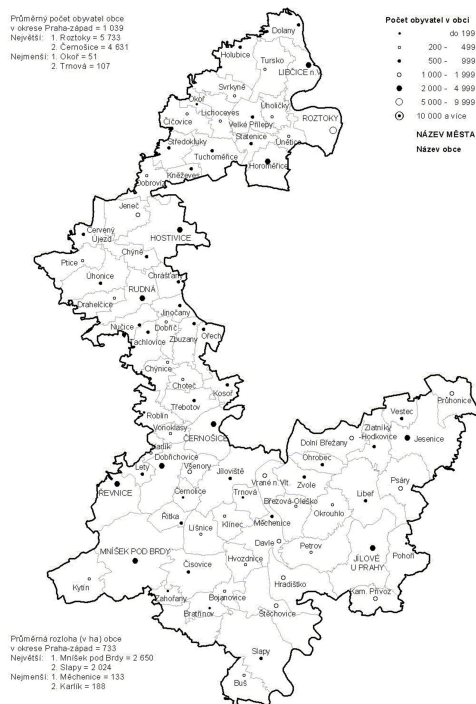 Průměrný počet obyvatel obce
v okrese Praha-západ = 1 039
Největší: 1. Roztoky = 5 733
2. Černošice = 4 631
Nejmenší: 1. Okoř = 51
2. Trnová = 107
Počet obyvatel v obci
do 199
200 - 499
500 - 999
1 000 - 1 999
2 000 - 4 999
5 000 - 9 999
10 000 a více
NÁZEV MĚSTA
Název obce
Dolany
Holubice
Tursko
LIBČICE n.V.
Svrkyně
Okoř
Úholičky
Lichoceves
ROZTOKY
Číčovice
Velké Přílepy
Statenice
Únětice
Středokluky
Tuchoměřice
Horoměřice
Kněževes
Dobrovíz
Jeneč
Červený
Újezd
HOSTIVICE
Chýně
Ptice
Úhonice
Chrášťany
RUDNÁ
Drahelčice
Jinočany
Nučice
Dobříč
Tachlovice
Zbuzany
Ořech
Chýnice
Choteč
Kosoř
Třebotov
Roblín
Vonoklasy
ČERNOŠICE
Karlík
Průhonice
Vestec
Zlatníky
-Hodkovice
Dolní Břežany
Jesenice
Dobřichovice
Ohrobec
Lety
Všenory
Jíloviště
Vrané n. Vlt.
Zvole
Psáry
ŘEVNICE
Černolice
Trnová
Březová-Oleško
Libeř
Okrouhlo
Řitka
Klínec
Měchenice
Líšnice
Davle
Petrov
JÍLOVÉ
U PRAHY
Pohoří
MNÍŠEK POD BRDY
Čisovice
Hvozdnice
Kytín
Hradištko
Zahořany
Bojanovice
Kam. Přívoz
Bratřínov
Štěchovice
Slapy
Buš
Průměrná rozloha (v ha) obce
v okrese Praha-západ = 733
Největší: 1. Mníšek pod Brdy = 2 650
2. Slapy = 2 024
Nejmenší: 1. Měchenice = 133
2. Karlík = 188